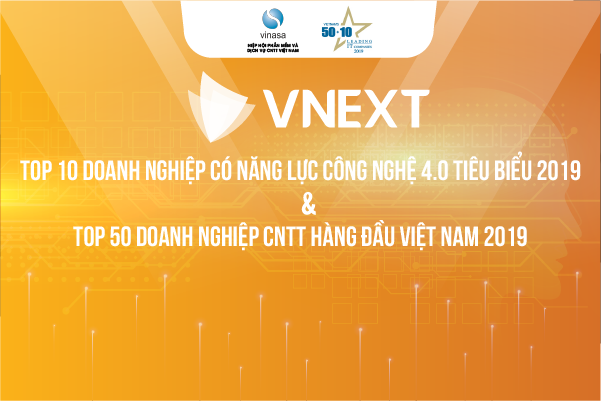 vinasa
HIỆP HỘI PHẦN MỀM VÀ
DỊCH VỤ CNTT VIỆT NAM
VIETNAM'S
50+10
LEADING
IT COMPANIES
2019
VNEXT
TOP 10 DOANH NGHIỆP CÓ NĂNG LỰC CÔNG NGHỆ 4.0 TIÊU BIỂU 2019
&
TOP 50 DOANH NGHIỆP CNTT HÀNG ĐẦU VIỆT NAM 2019